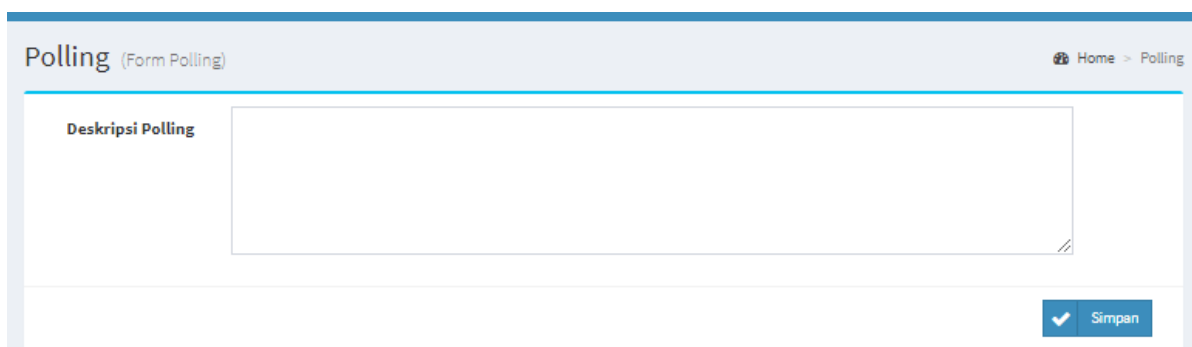 Polling (Form Polling)
Home > Polling
Deskripsi Polling
Simpan